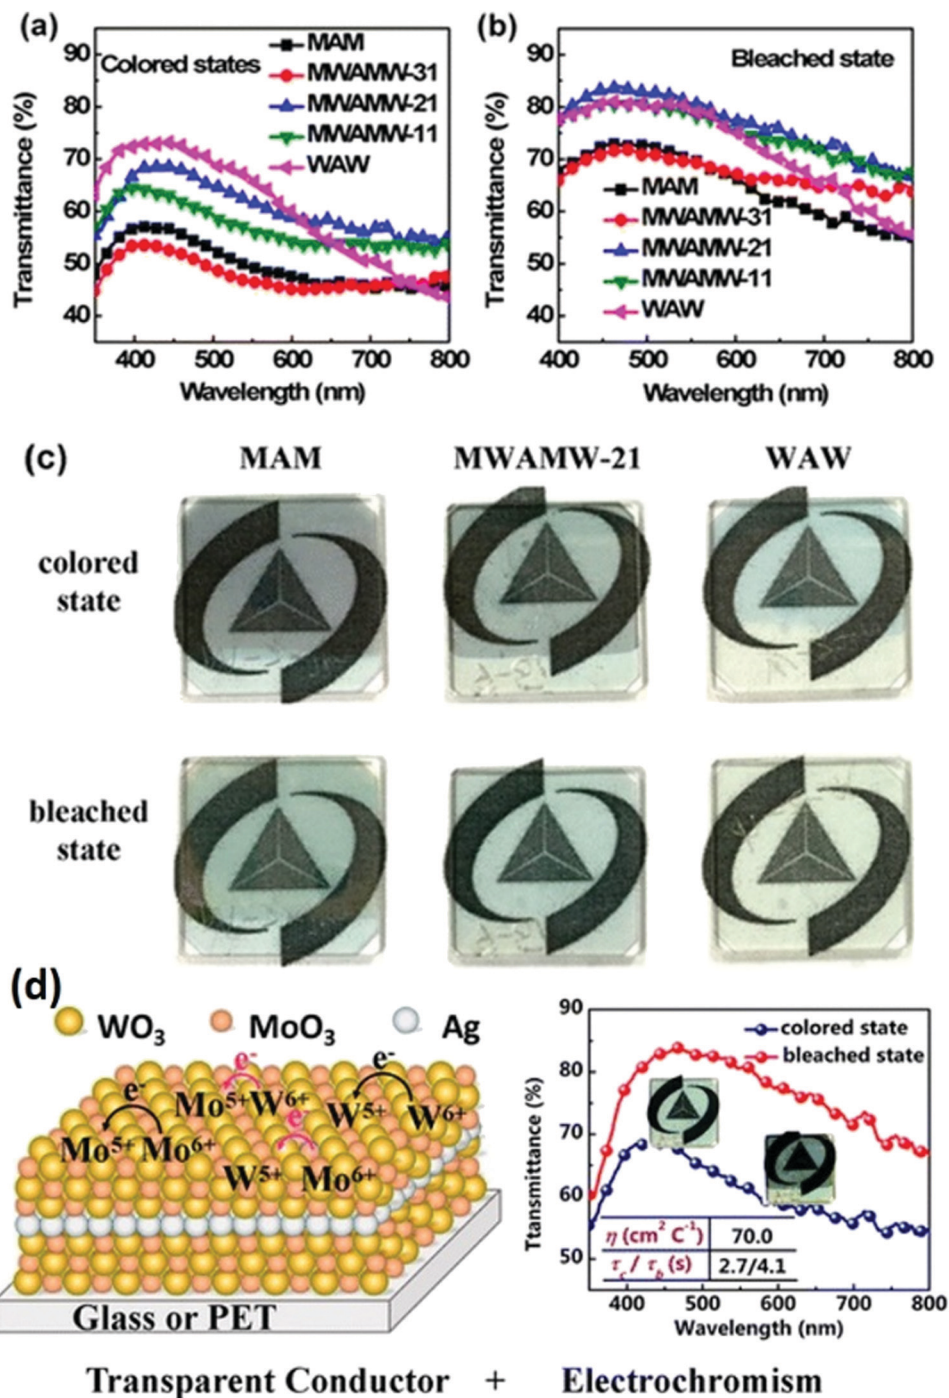 (a)
Transmittance (%)
90
80
70
60
50
40
Colored states
MAM
MWAMW-31
MWAMW-21
MWAMW-11
WAW
400 500 600 700 800
Wavelength (nm)
(b)
Transmittance (%)
90
80
70
60
50
40
Bleached state
MAM
MWAMW-31
MWAMW-21
MWAMW-11
WAW
400 500 600 700 800
Wavelength (nm)
(c)
MAM MWAMW-21 WAW
colored
state
bleached
state
(d)
WO3 MoO3 Ag
e-
e-
e-
e-
Mo5+ W6+
W5+ W6+
Mo5+ Mo6+
W5+ Mo6+
Glass or PET
Ttansmittance (%)
90
80
70
60
50
colored state
bleached state
η (cm2 C-1) 70.0
τc / τb (s) 2.7/4.1
400 500 600 700 800
Wavelength (nm)
Transparent Conductor + Electrochromism